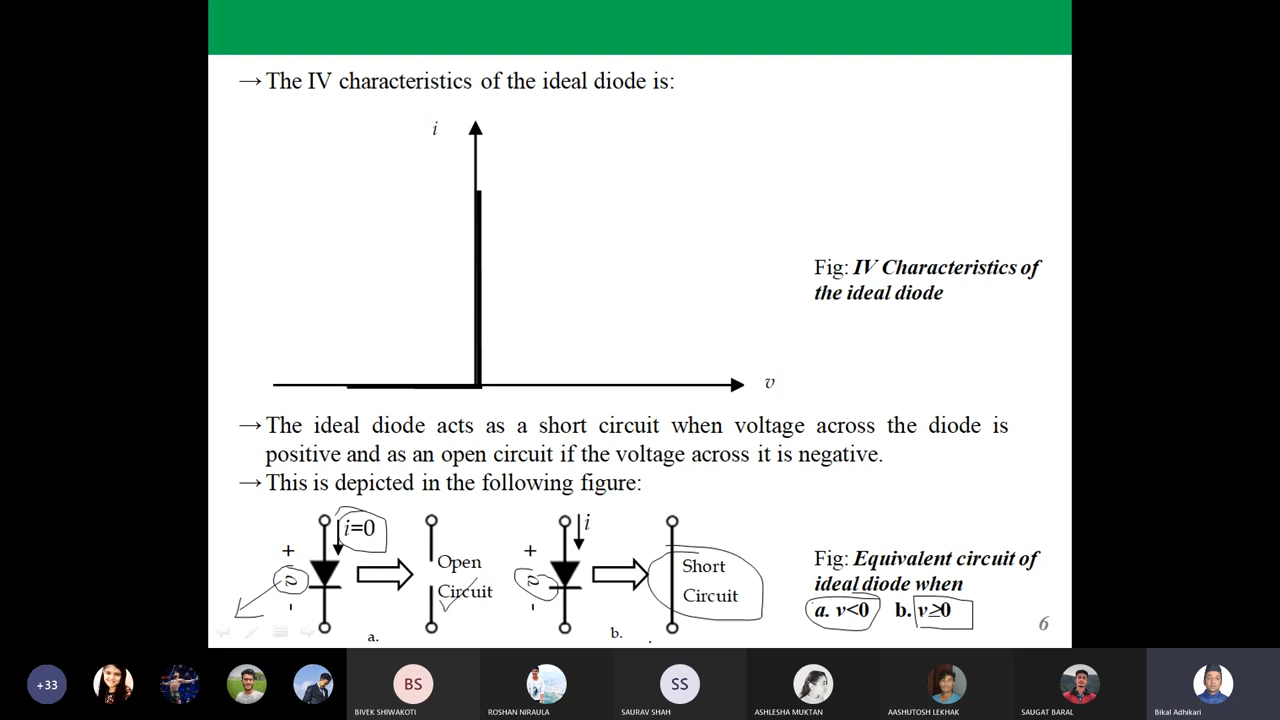 → The IV characteristics of the ideal diode is:
i
v
Fig: IV Characteristics of
the ideal diode
→ The ideal diode acts as a short circuit when voltage across the diode is
positive and as an open circuit if the voltage across it is negative.
→ This is depicted in the following figure:
i=0
+
v
-
Open
Circuit
a.
i
+
v
-
Short
Circuit
b.
Fig: Equivalent circuit of
ideal diode when
a. v<0 b. v≥0
6
+33
BS
BIVEK SHIWAKOTI
ROSHAN NIRAULA
SS
SAURAV SHAH
ASHLESHA MUKTAN
AASHUTOSH LEKHAK
SAUGAT BARAL
Bikal Adhikari